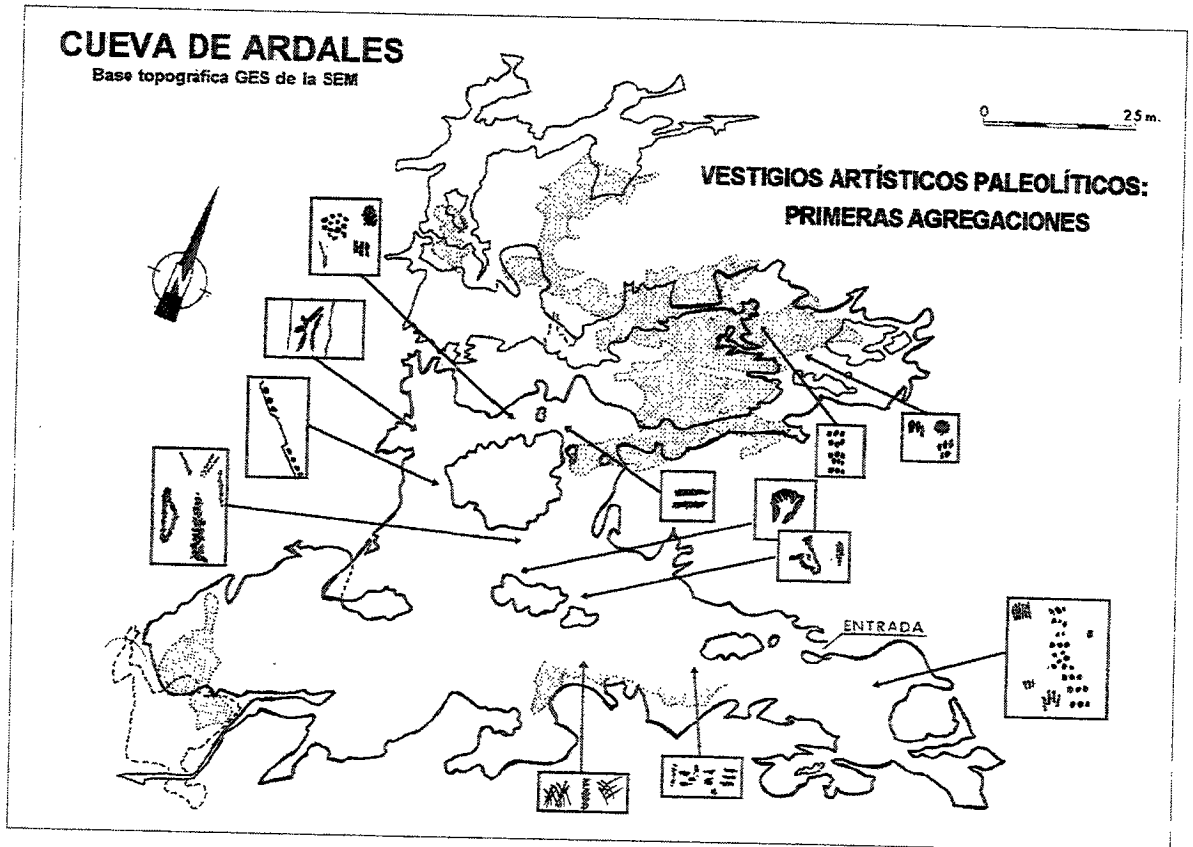 CUEVA DE ARDALES
Base topográfica GES de la SEM
0 25 m.
VESTIGIOS ARTÍSTICOS PALEOLÍTICOS:
PRIMERAS AGREGACIONES
ENTRADA